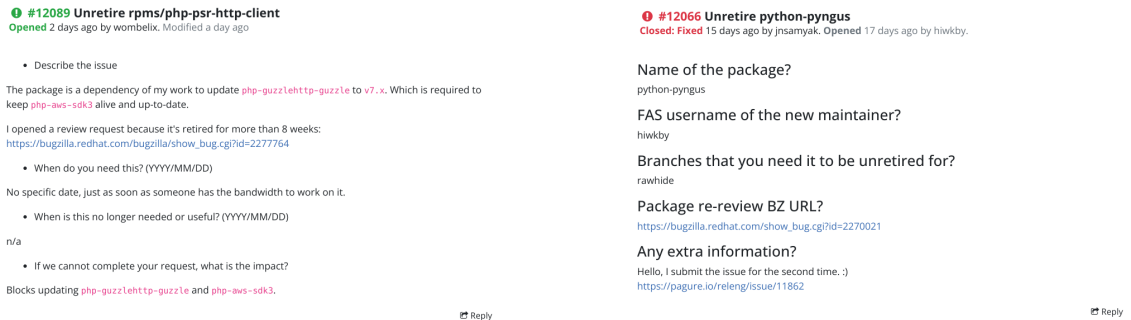 #12089 Unretire rpms/php-psr-http-client
Opened 2 days ago by wombelix. Modified a day ago
• Describe the issue
The package is a dependency of my work to update php-guzzlehttp-guzzle to v7.x. Which is required to
keep php-aws-sdk3 alive and up-to-date.
I opened a review request because it's retired for more than 8 weeks:
https://bugzilla.redhat.com/bugzilla/show_bug.cgi?id=2277764
• When do you need this? (YYYY/MM/DD)
No specific date, just as soon as someone has the bandwidth to work on it.
• When is this no longer needed or useful? (YYYY/MM/DD)
n/a
• If we cannot complete your request, what is the impact?
Blocks updating php-guzzlehttp-guzzle and php-aws-sdk3.
Reply
#12066 Unretire python-pyngus
Closed: Fixed 15 days ago by jnsamyak. Opened 17 days ago by hiwkby.
Name of the package?
python-pyngus
FAS username of the new maintainer?
hiwkby
Branches that you need it to be unretired for?
rawhide
Package re-review BZ URL?
https://bugzilla.redhat.com/show_bug.cgi?id=2270021
Any extra information?
Hello, I submit the issue for the second time. :)
https://pagure.io/releng/issue/11862
Reply